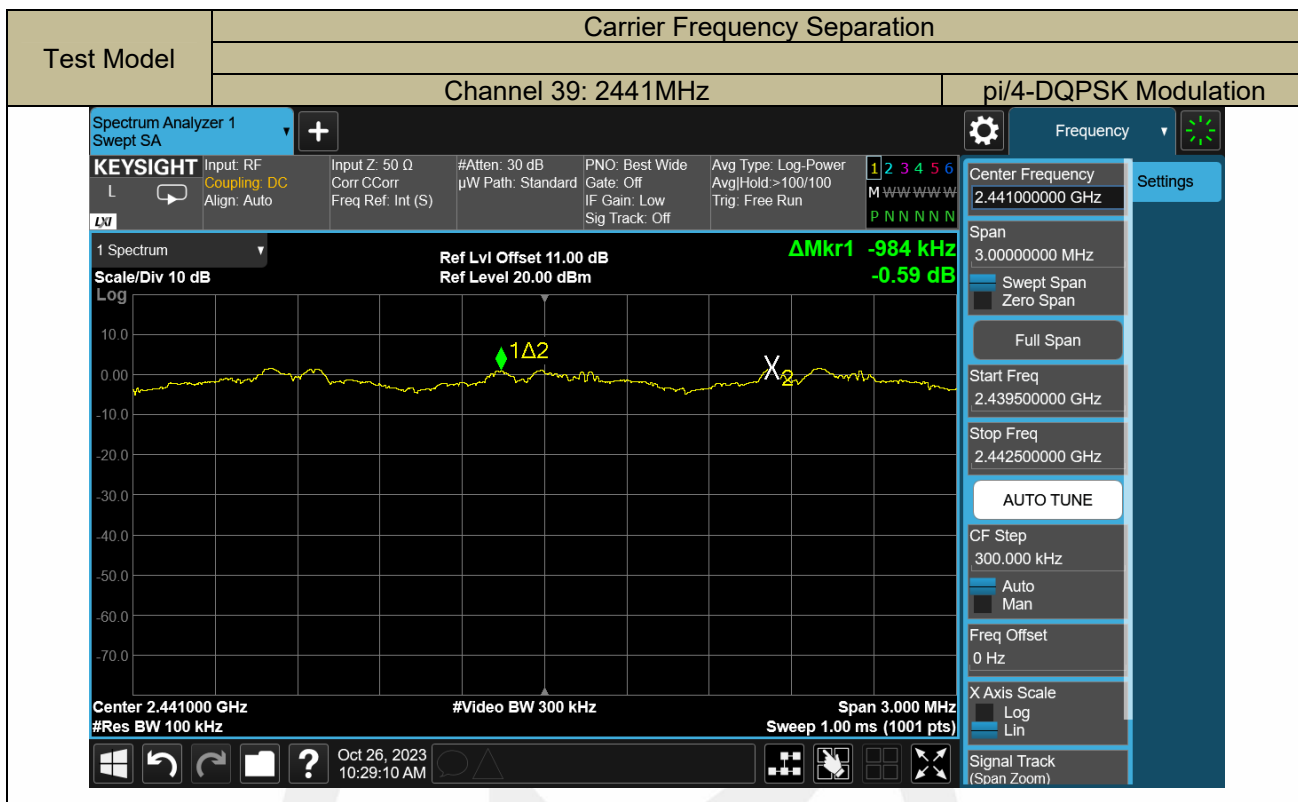 Test Model
Carrier Frequency Separation
Channel 39: 2441MHz
pi/4-DQPSK Modulation
Spectrum Analyzer 1
Swept SA
+
Frequency
KEYSIGHT
L
LXI
Input: RF
Coupling: DC
Align: Auto
Input Z: 50 Ω
Corr CCorr
Freq Ref: Int (S)
#Atten: 30 dB
µW Path: Standard
PNO: Best Wide
Gate: Off
IF Gain: Low
Sig Track: Off
Avg Type: Log-Power
Avg|Hold:>100/100
Trig: Free Run
1 2 3 4 5 6
M W W W W W
P N N N N N
1 Spectrum
Scale/Div 10 dB
Log
Ref Lvl Offset 11.00 dB
Ref Level 20.00 dBm
ΔMkr1 -984 kHz
-0.59 dB
10.0
0.00
-10.0
-20.0
-30.0
-40.0
-50.0
-60.0
-70.0
1Δ2
X2
Center 2.441000 GHz
#Res BW 100 kHz
#Video BW 300 kHz
Span 3.000 MHz
Sweep 1.00 ms (1001 pts)
?
Oct 26, 2023
10:29:10 AM
Center Frequency
2.441000000 GHz
Span
3.00000000 MHz
Swept Span
Zero Span
Full Span
Start Freq
2.439500000 GHz
Stop Freq
2.442500000 GHz
AUTO TUNE
CF Step
300.000 kHz
Auto
Man
Freq Offset
0 Hz
X Axis Scale
Log
Lin
Signal Track
(Span Zoom)
Settings